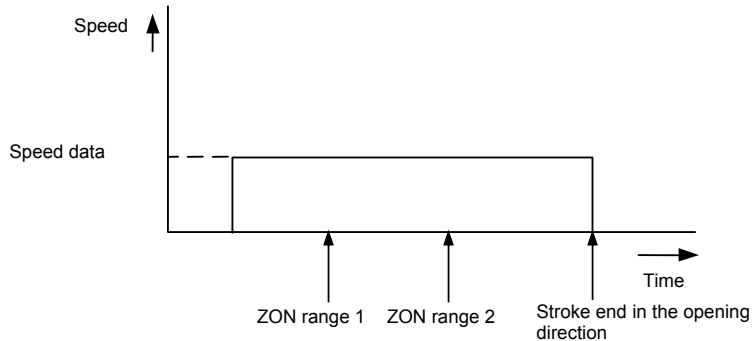 Speed
Speed data
Time
ZON range 1
ZON range 2
Stroke end in the opening
direction